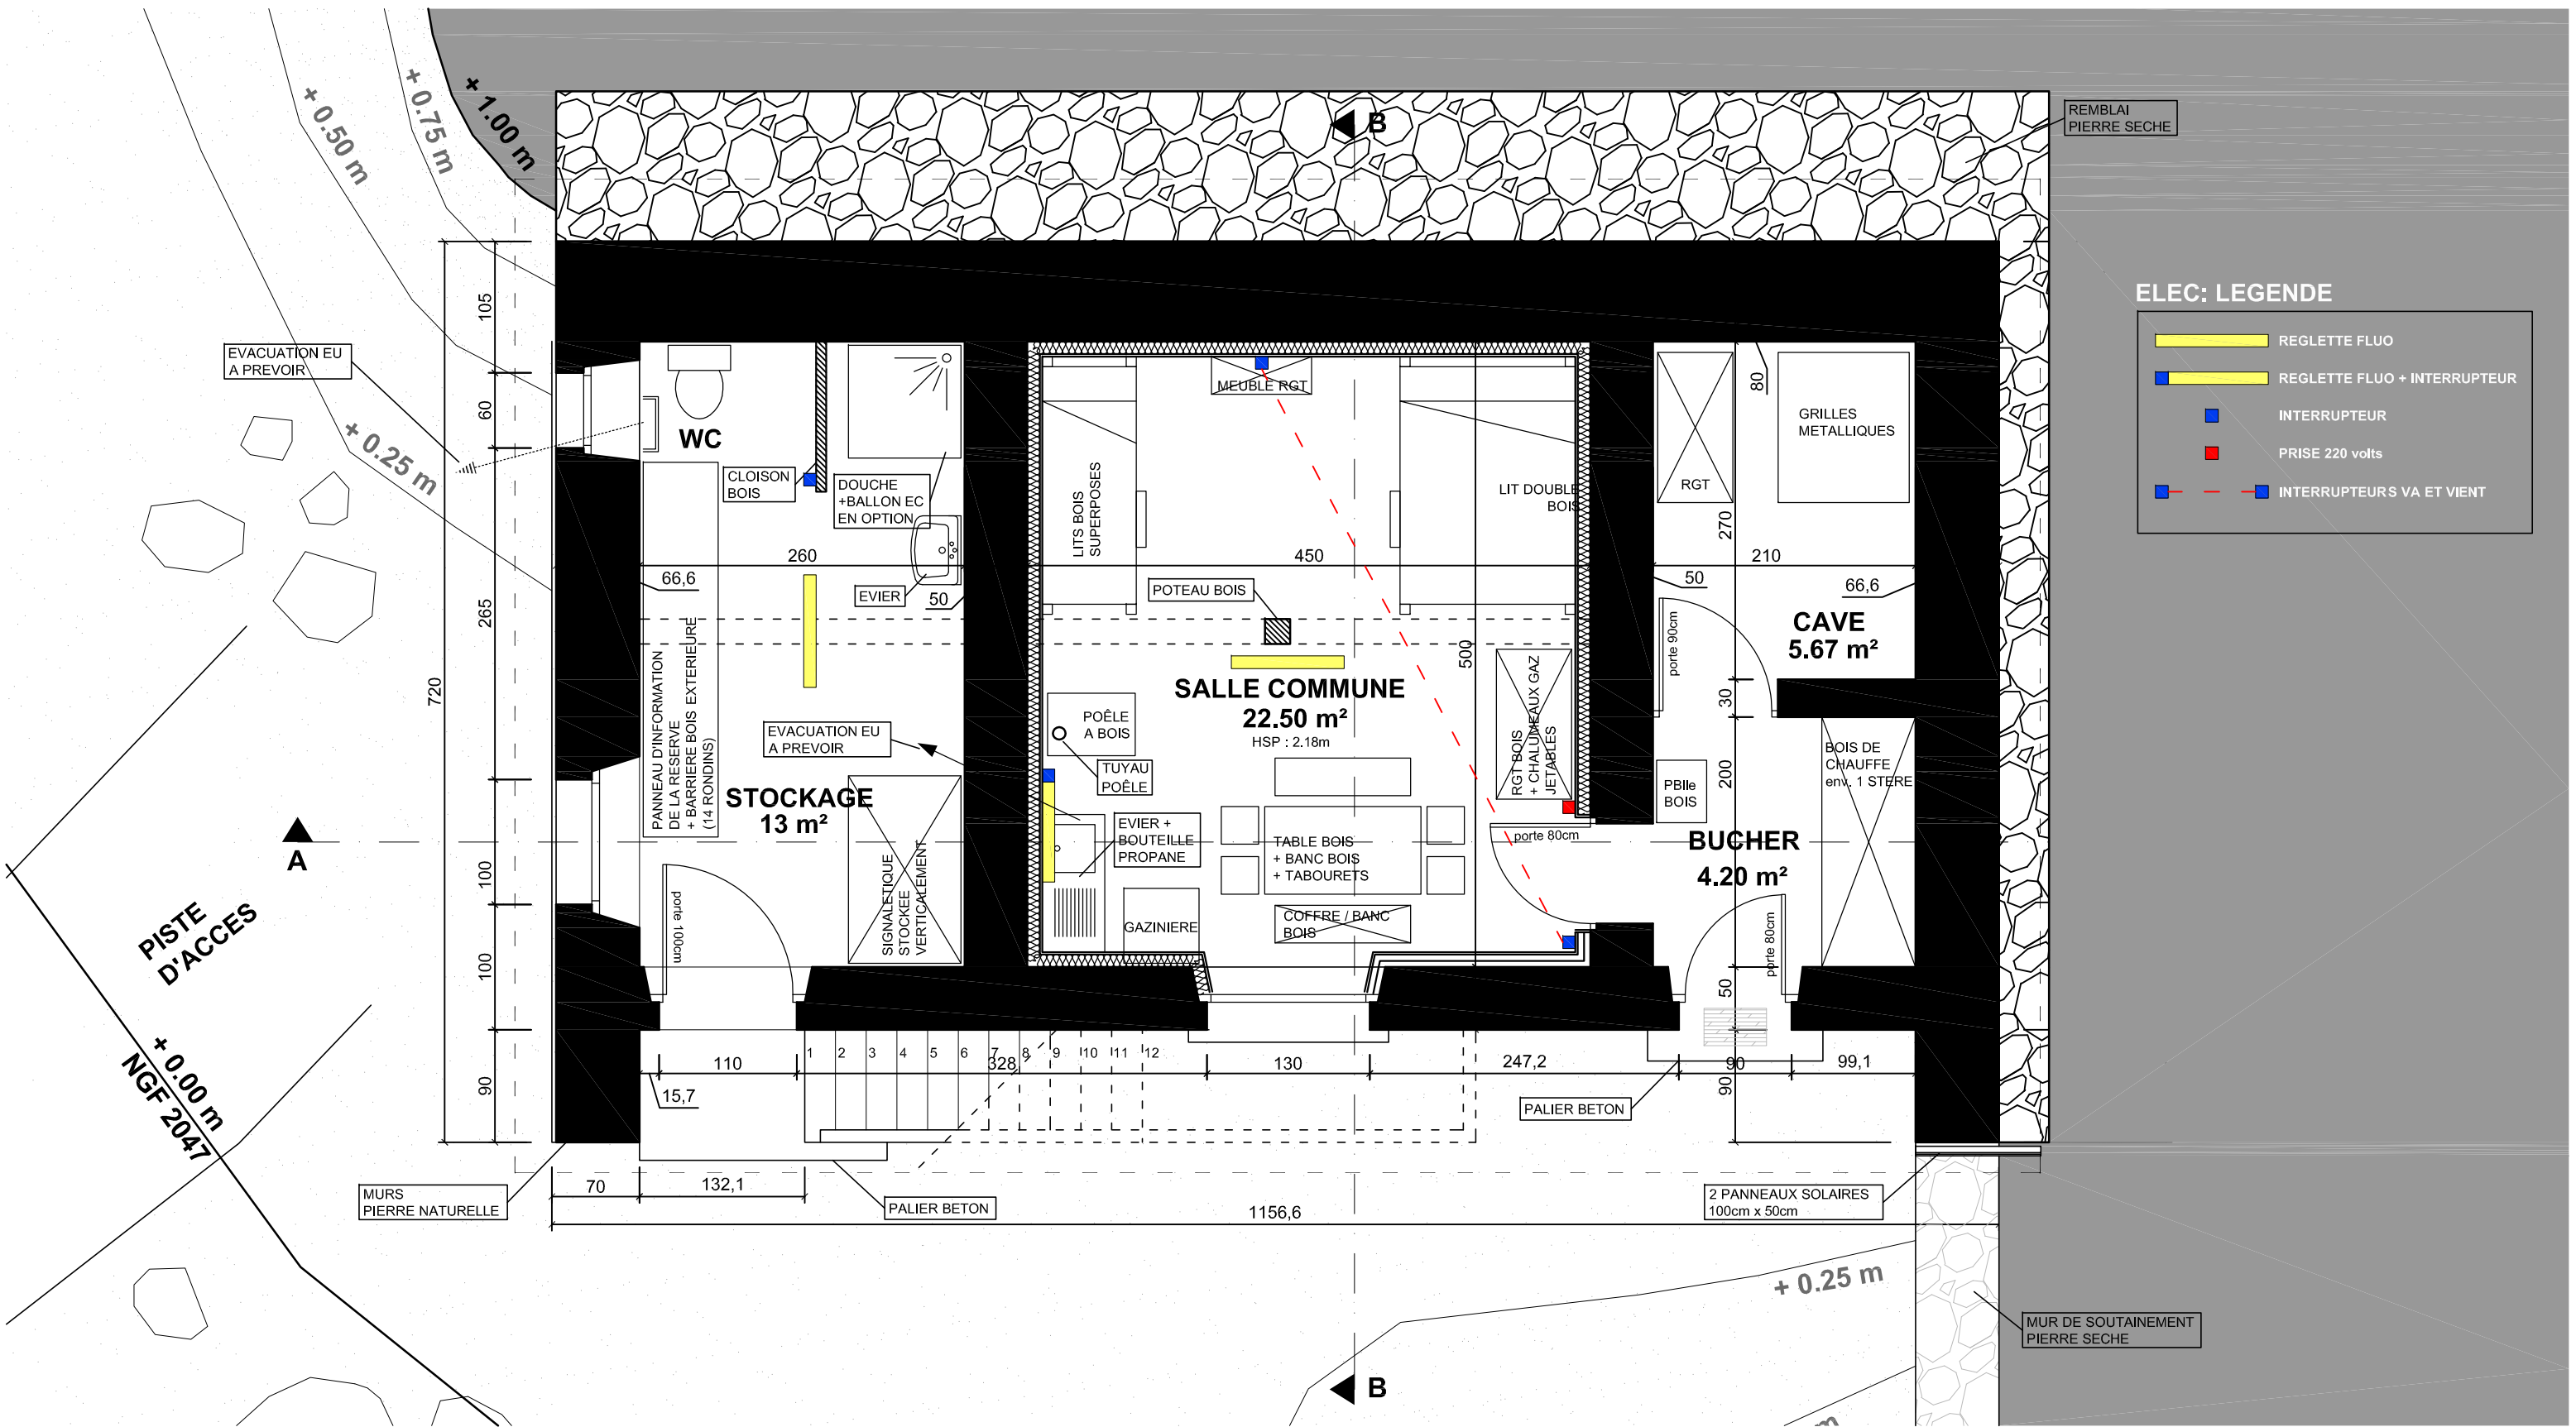 + 0.50 m
+ 0.75 m
+ 1.00 m
B
REMBLAI
PIERRE SECHE
ELEC: LEGENDE
REGLETTE FLUO
REGLETTE FLUO + INTERRUPTEUR
INTERRUPTEUR
PRISE 220 volts
INTERRUPTEURS VA ET VIENT
EVACUATION EU
A PREVOIR
+ 0.25 m
720
105
60
265
100
100
90
WC
CLOISON
BOIS
DOUCHE
+BALLON EC
EN OPTION
260
66,6
EVIER
50
PANNEAU D'INFORMATION
DE LA RESERVE
+ BARRIERE BOIS EXTERIEURE
(14 RONDINS)
EVACUATION EU
A PREVOIR
STOCKAGE
13 m²
SIGNALETIQUE
STOCKEE
VERTICALEMENT
porte 100cm
MEUBLE RGT
LITS BOIS
SUPERPOSES
LIT DOUBLE
BOIS
450
POTEAU BOIS
500
SALLE COMMUNE
22.50 m²
HSP : 2.18m
POÊLE
A BOIS
TUYAU
POÊLE
RGT BOIS
+ CHALUMEAUX GAZ
JETABLES
EVIER +
BOUTEILLE
PROPANE
TABLE BOIS
+ BANC BOIS
+ TABOURETS
porte 80cm
GAZINIERE
COFFRE / BANC
BOIS
80
RGT
GRILLES
METALLIQUES
270
210
50
66,6
porte 90cm
CAVE
5.67 m²
30
200
PBlle
BOIS
BOIS DE
CHAUFFE
env. 1 STERE
BUCHER
4.20 m²
porte 80cm
50
90
A
PISTE
D'ACCES
+ 0.00 m
NGF 2047
110
1
2
3
4
5
6
7
8
9
10
11
12
328
130
247,2
90
99,1
15,7
PALIER BETON
70
132,1
MURS
PIERRE NATURELLE
PALIER BETON
2 PANNEAUX SOLAIRES
100cm x 50cm
1156,6
+ 0.25 m
MUR DE SOUTAINEMENT
PIERRE SECHE
B
m